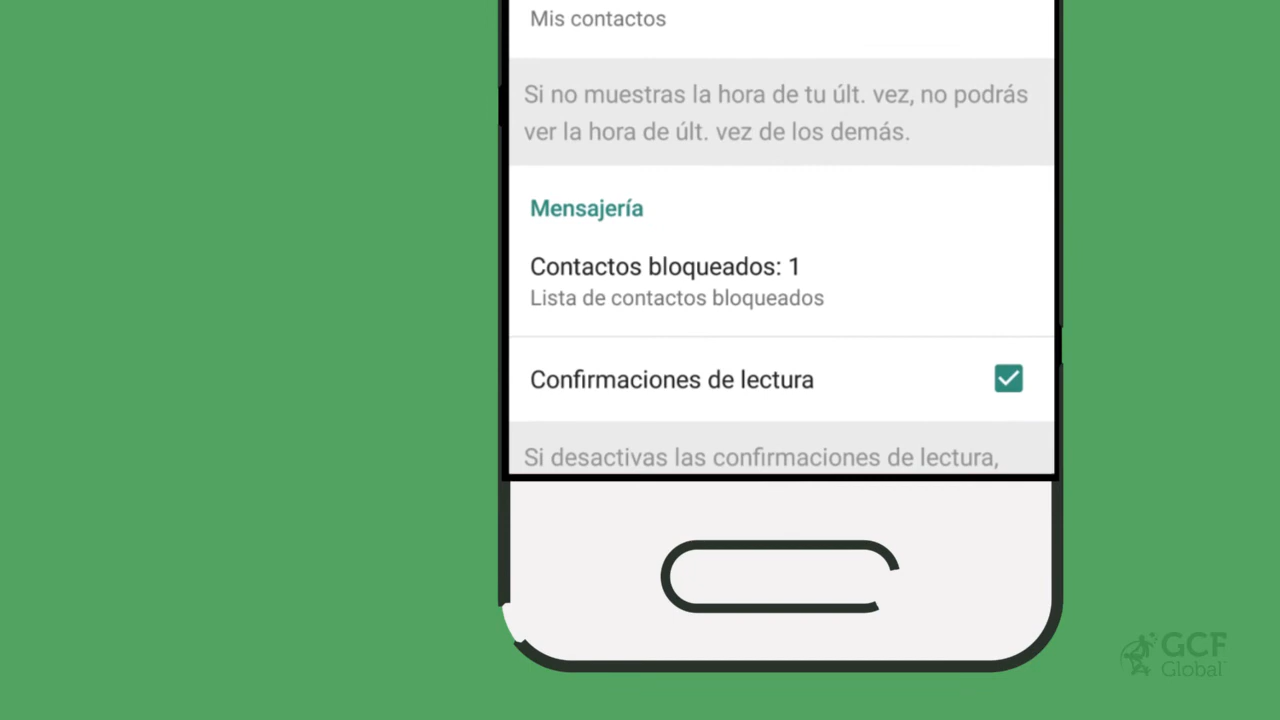 Mis contactos
Si no muestras la hora de tu últ. vez, no podrás
ver la hora de últ. vez de los demás.
Mensajería
Contactos bloqueados: 1
Lista de contactos bloqueados
Confirmaciones de lectura
Si desactivas las confirmaciones de lectura,
GCF
Global